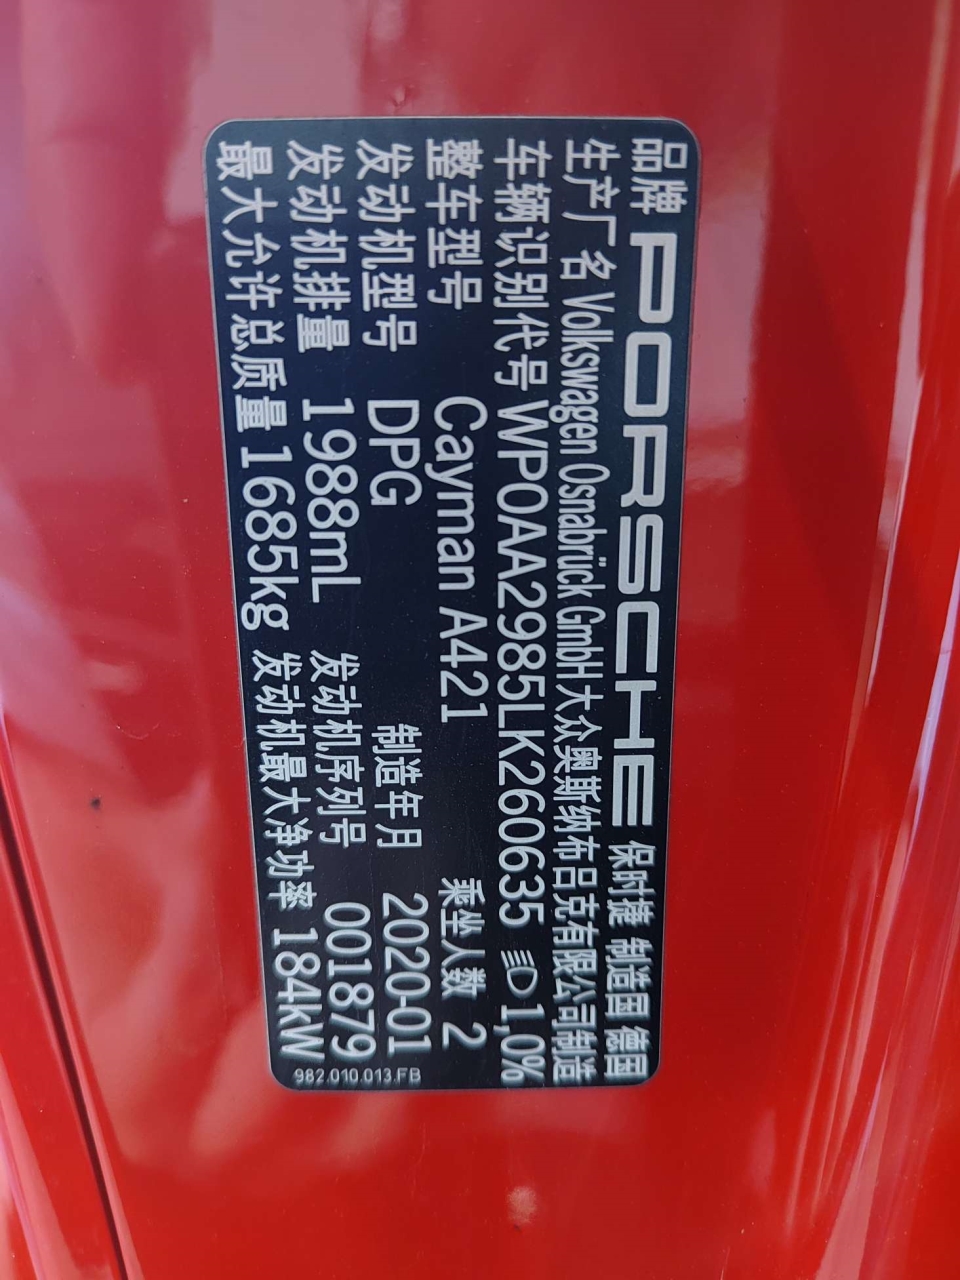 品牌 PORSCHE 保时捷 制造国 德国
生产厂名 Volkswagen Osnabrück GmbH 大众奥斯纳布吕克有限公司制造
车辆识别代号 WP0AA2985LK260635 1,0%
整车型号 Cayman A421 乘坐人数 2
发动机型号 DPG 制造年月 2020-01
发动机排量 1988mL 发动机序列号 001879
最大允许总质量 1685kg 发动机最大净功率 184kW
982.010.013.FB